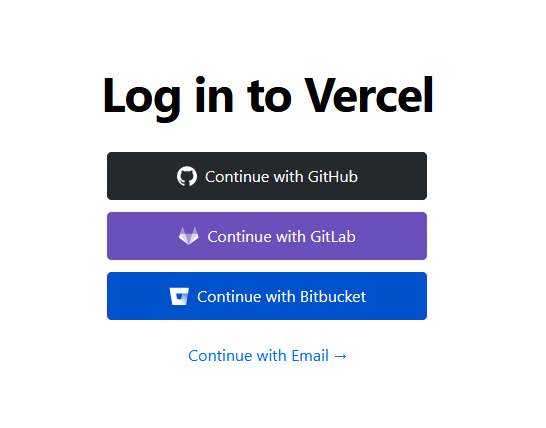 Log in to Vercel
Continue with GitHub
Continue with GitLab
Continue with Bitbucket
Continue with Email →